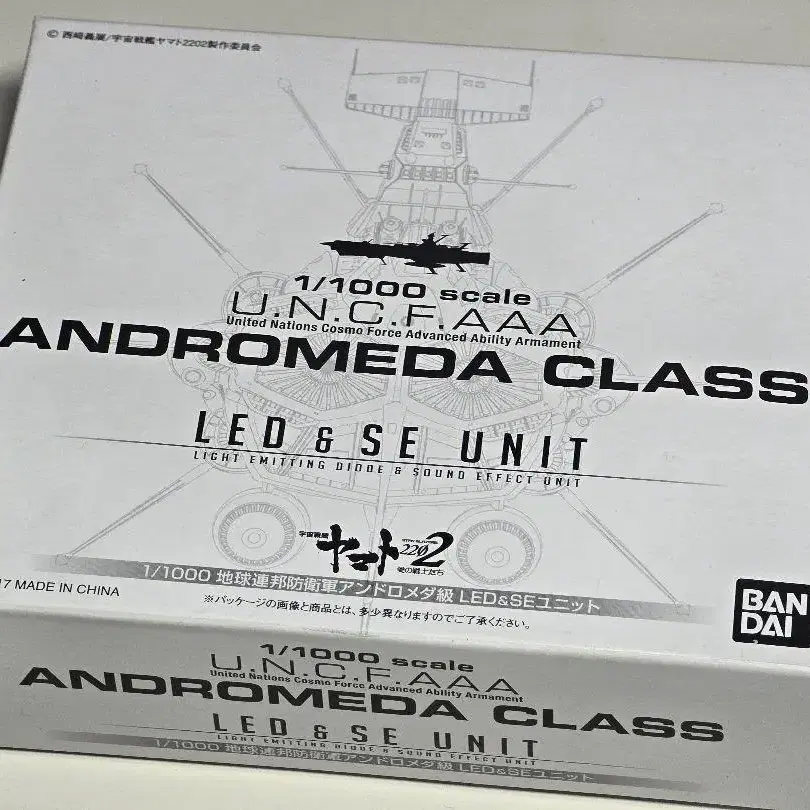 © 西﨑義展/宇宙戦艦ヤマト2202製作委員会
1/1000 scale
U.N.C.F.AAA
United Nations Cosmo Force Advanced Ability Armament
ANDROMEDA CLASS
LED & SE UNIT
LIGHT EMITTING DIODE & SOUND EFFECT UNIT
宇宙戦艦
ヤマト2202
愛の戦士たち
1/1000 地球連邦防衛軍アンドロメダ級 LED&SEユニット
17 MADE IN CHINA
※パッケージの画像と商品とは、多少異なりますのでご了承ください。
BAN
DAI
1/1000 scale
U.N.C.F.AAA
United Nations Cosmo Force Advanced Ability Armament
ANDROMEDA CLASS
LED & SE UNIT
LIGHT EMITTING DIODE & SOUND EFFECT UNIT
1/1000 地球連邦防衛軍アンドロメダ級 LED&SEユニット